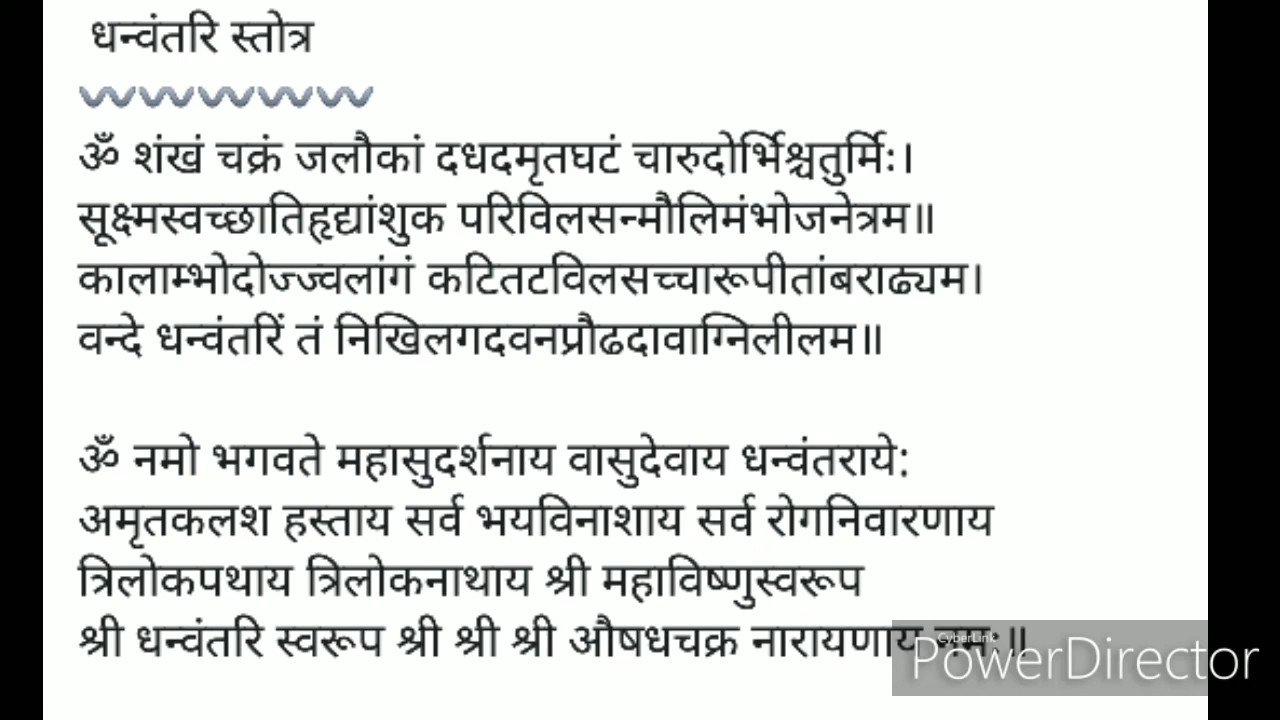 धन्वंतरि स्तोत्र
ॐ शंखं चक्रं जलौकां दधदमृतघटं चारुदोर्भिश्चतुर्मिः।
सूक्ष्मस्वच्छातिहृद्यांशुक परिविलसन्मौलिमंभोजनेत्रम॥
कालाम्भोदोज्ज्वलांगं कटितटविलसच्चारूपीतांबराढ्यम।
वन्दे धन्वंतरिं तं निखिलगदवनप्रौढदावाग्निलीलम॥
ॐ नमो भगवते महासुदर्शनाय वासुदेवाय धन्वंतराये:
अमृतकलश हस्ताय सर्व भयविनाशाय सर्व रोगनिवारणाय
त्रिलोकपथाय त्रिलोकनाथाय श्री महाविष्णुस्वरूप
श्री धन्वंतरि स्वरूप श्री श्री श्री औषधचक्र नारायणाय नमः॥
CyberLink
PowerDirector